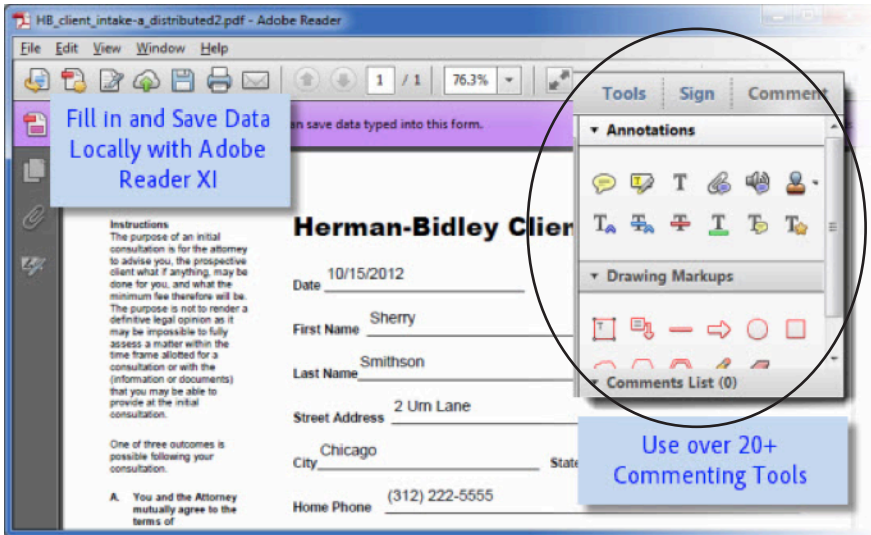 HB_client_intake-a_distributed2.pdf - Adobe Reader
File Edit View Window Help
1 / 1 76.3%
Fill in and Save Data
Locally with Adobe
Reader XI
an save data typed into this form.
Tools Sign Comment
Annotations
Drawing Markups
Comments List (0)
Use over 20+
Commenting Tools
Instructions
The purpose of an initial
consultation is for the attorney
to advise you, the prospective
client what if anything, may be
done for you, and what the
minimum fee therefore will be.
The purpose is not to render a
definitive legal opinion as it
may be impossible to fully
assess a matter within the
time frame allotted for a
consultation or with the
(information or documents)
that you may be able to
provide at the initial
consultation.
One of three outcomes is
possible following your
consultation.
A. You and the Attorney
mutually agree to the
terms of
Herman-Bidley Clien
Date 10/15/2012
First Name Sherry
Last Name Smithson
Street Address 2 Urn Lane
City Chicago State
Home Phone (312) 222-5555